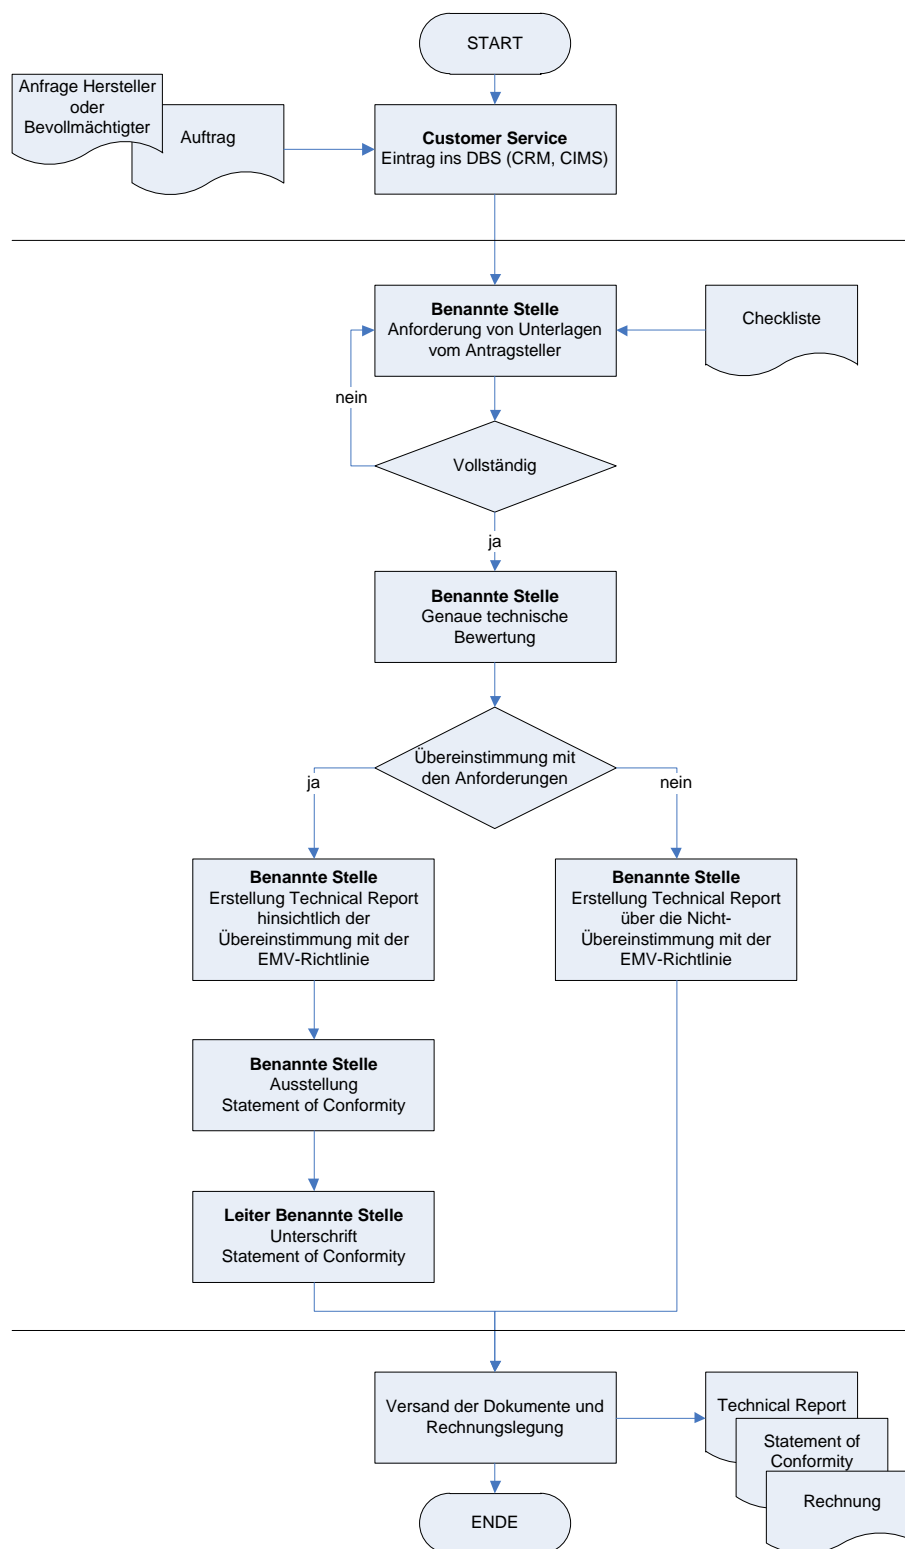 START
Anfrage Hersteller
oder
Bevollmächtigter
Auftrag
Customer Service
Eintrag ins DBS (CRM, CIMS)
Benannte Stelle
Anforderung von Unterlagen
vom Antragsteller
Checkliste
nein
Vollständig
ja
Benannte Stelle
Genaue technische
Bewertung
Übereinstimmung mit
den Anforderungen
ja
nein
Benannte Stelle
Erstellung Technical Report
hinsichtlich der
Übereinstimmung mit der
EMV-Richtlinie
Benannte Stelle
Erstellung Technical Report
über die Nicht-
Übereinstimmung mit der
EMV-Richtlinie
Benannte Stelle
Ausstellung
Statement of Conformity
Leiter Benannte Stelle
Unterschrift
Statement of Conformity
Versand der Dokumente und
Rechnungslegung
Technical Report
Statement of
Conformity
Rechnung
ENDE